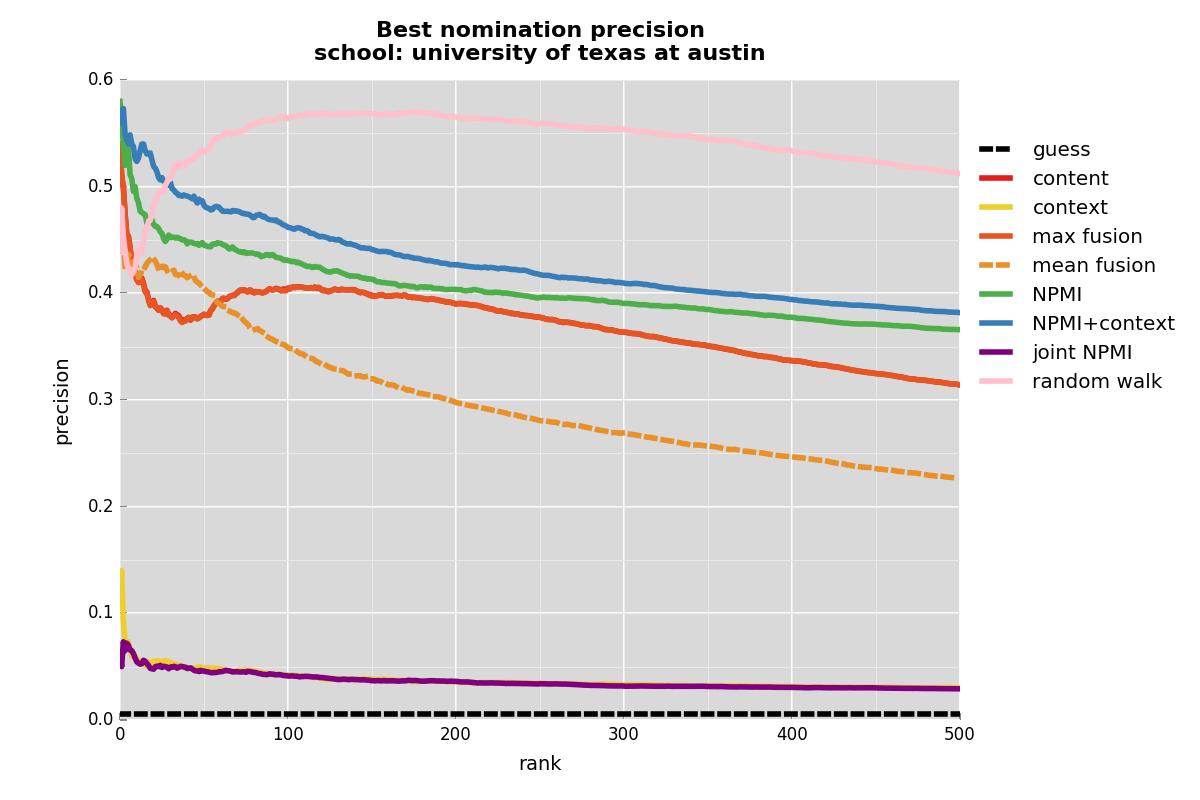 Best nomination precision
school: university of texas at austin
precision
0.6
0.5
0.4
0.3
0.2
0.1
0.0
0 100 200 300 400 500
rank
guess
content
context
max fusion
mean fusion
NPMI
NPMI+context
joint NPMI
random walk